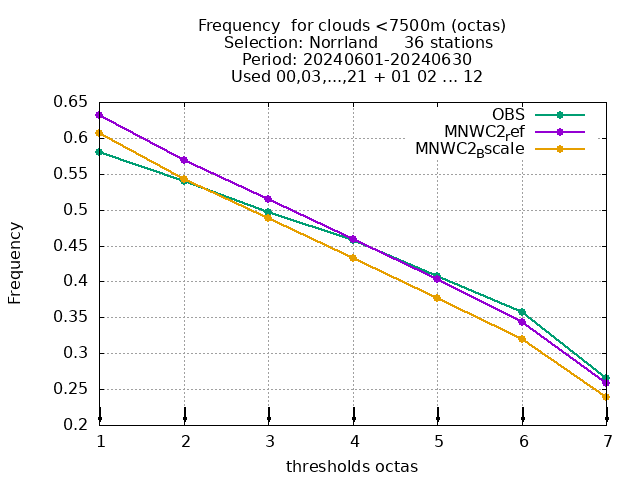 Frequency  for clouds <7500m (octas)
Selection: Norrland     36 stations
Period: 20240601-20240630
Used 00,03,...,21 + 01 02 ... 12
OBS
MNWC2ref
MNWC2Bscale
0.65
0.6
0.55
0.5
0.45
0.4
0.35
0.3
0.25
0.2
Frequency
1 2 3 4 5 6 7
thresholds octas